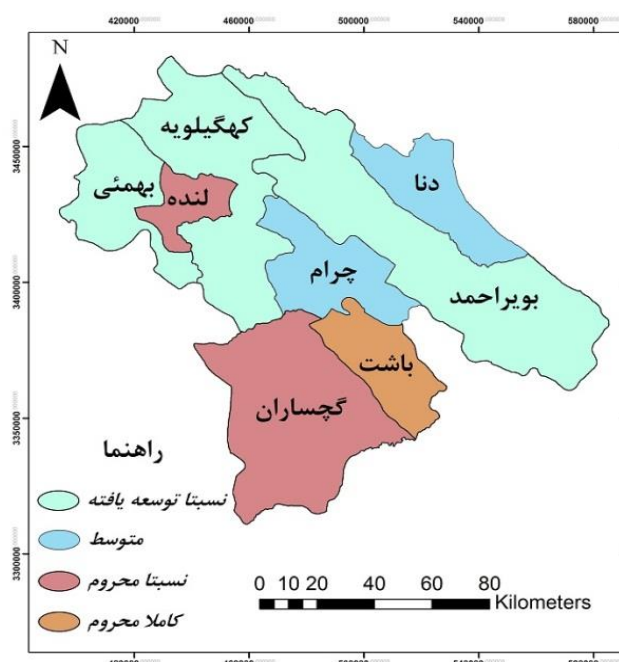 420000 460000 500000 540000 580000
N
3450000
3400000
3350000
3300000
کهگیلویه
دنا
بهمئی
لنده
چرام
بویراحمد
باشت
گچساران
راهنما
نسبتا توسعه یافته
متوسط
نسبتا محروم
کاملا محروم
0 10 20 40 60 80
Kilometers